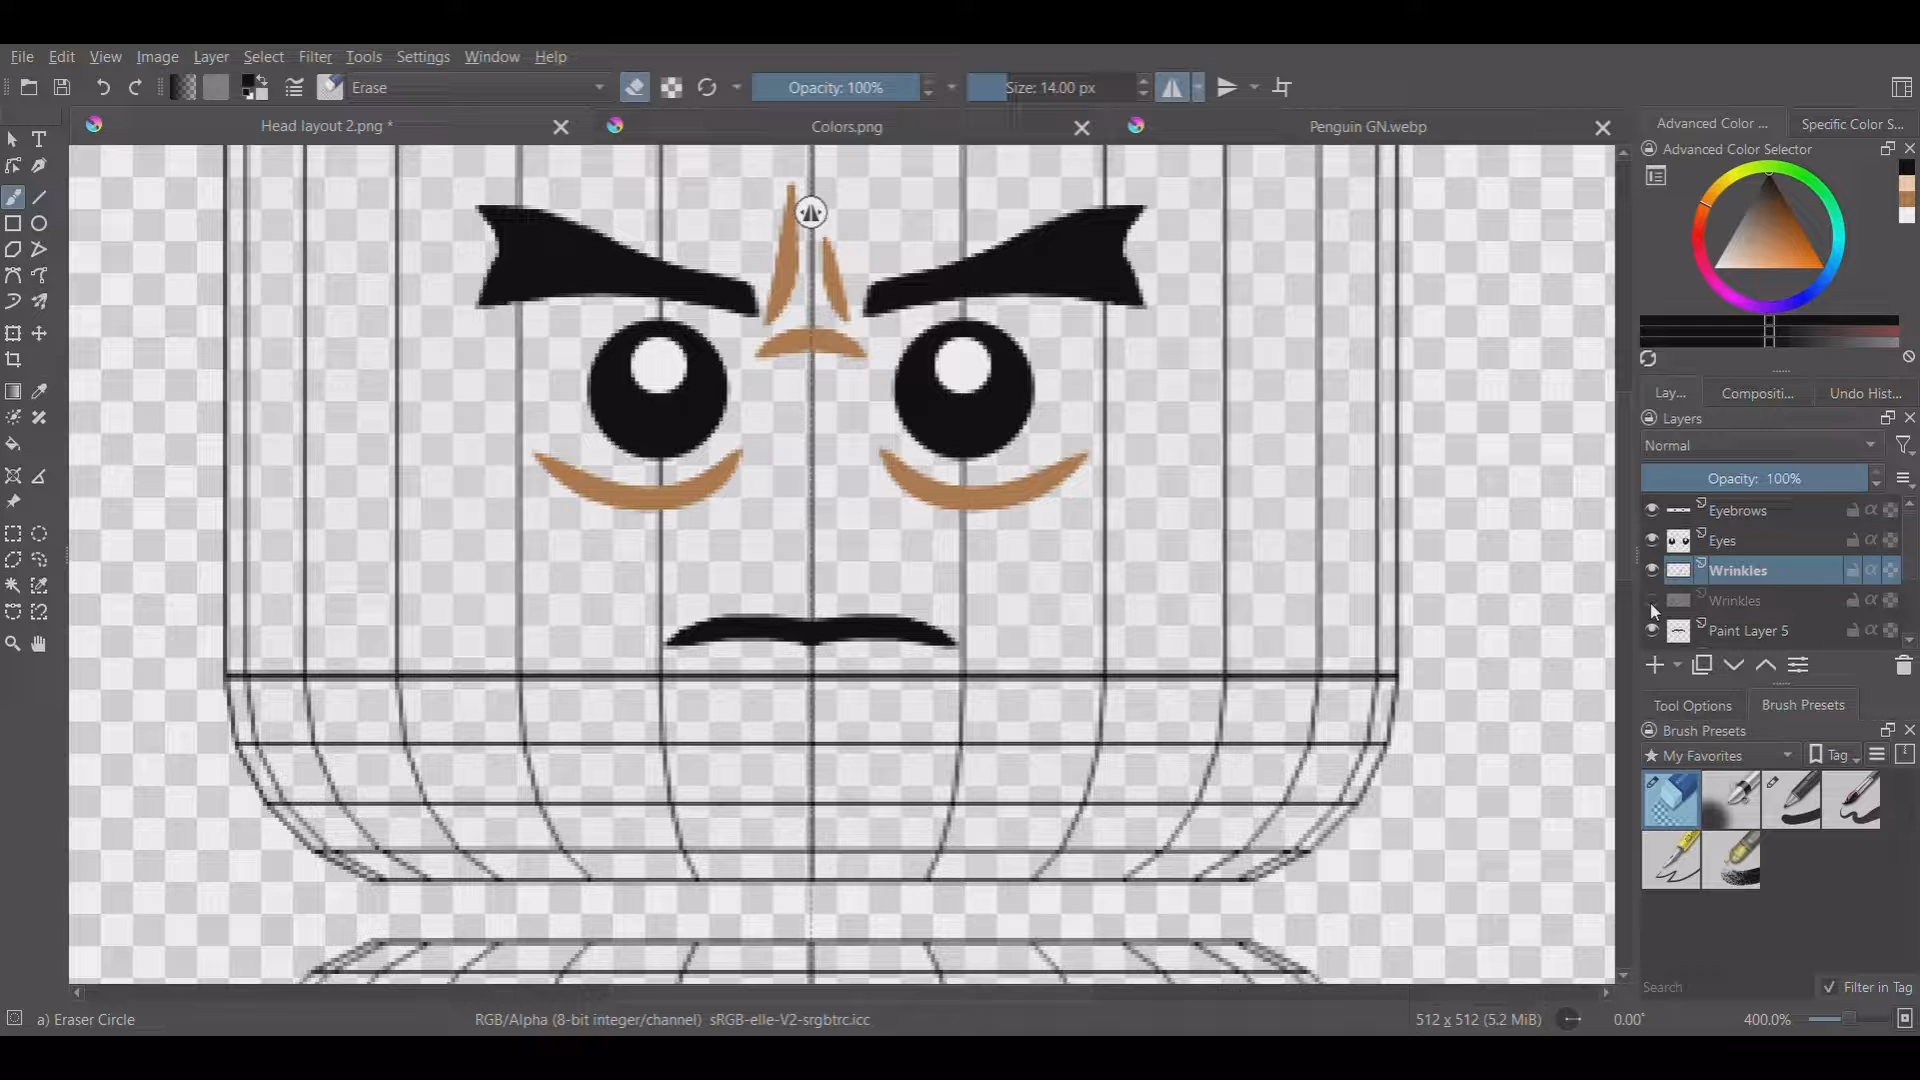 File Edit View Image Layer Select Filter Tools Settings Window Help
Erase Opacity: 100% Size: 14.00 px
Head layout 2.png * Colors.png Penguin GN.webp
Advanced Color ... Specific Color S...
Advanced Color Selector
Lay... Compositi... Undo Hist...
Layers
Normal
Opacity: 100%
Eyebrows
Eyes
Wrinkles
Wrinkles
Paint Layer 5
Tool Options Brush Presets
Brush Presets
My Favorites Tag
Search Filter in Tag
a) Eraser Circle RGB/Alpha (8-bit integer/channel) sRGB-elle-V2-srgbtrc.icc 512 x 512 (5.2 MiB) 0.00° 400.0%